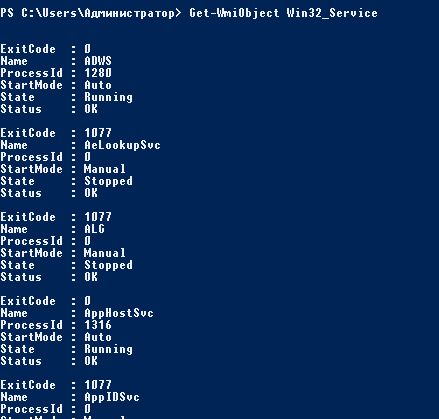 PS C:\Users\Администратор> Get-WmiObject Win32_Service
ExitCode : 0
Name : ADWS
ProcessId : 1280
StartMode : Auto
State : Running
Status : OK
ExitCode : 1077
Name : AeLookupSvc
ProcessId : 0
StartMode : Manual
State : Stopped
Status : OK
ExitCode : 1077
Name : ALG
ProcessId : 0
StartMode : Manual
State : Stopped
Status : OK
ExitCode : 0
Name : AppHostSvc
ProcessId : 1316
StartMode : Auto
State : Running
Status : OK
ExitCode : 1077
Name : AppIDSvc
ProcessId : 0
StartMode : Manual